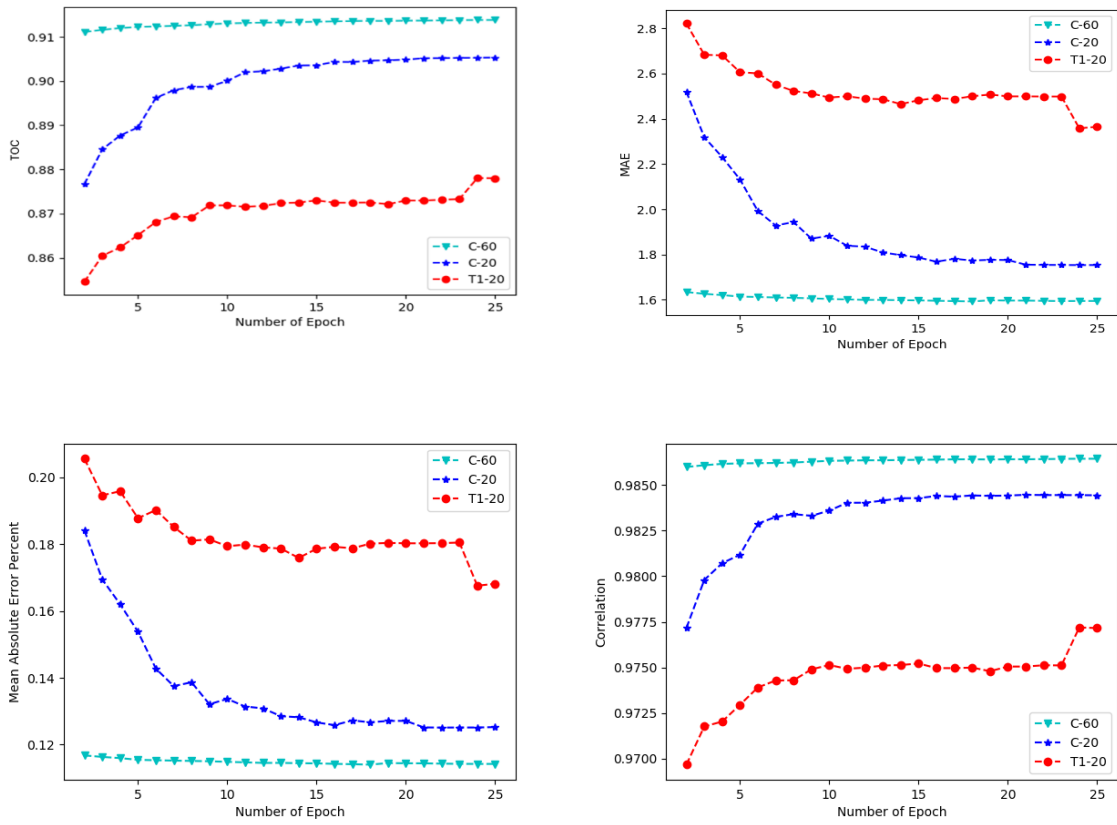 TOC
0.91
0.90
0.89
0.88
0.87
0.86
C-60
C-20
T1-20
5
10
15
20
25
Number of Epoch
MAE
2.8
2.6
2.4
2.2
2.0
1.8
1.6
C-60
C-20
T1-20
5
10
15
20
25
Number of Epoch
Mean Absolute Error Percent
0.20
0.18
0.16
0.14
0.12
C-60
C-20
T1-20
5
10
15
20
25
Number of Epoch
Correlation
0.9850
0.9825
0.9800
0.9775
0.9750
0.9725
0.9700
C-60
C-20
T1-20
5
10
15
20
25
Number of Epoch